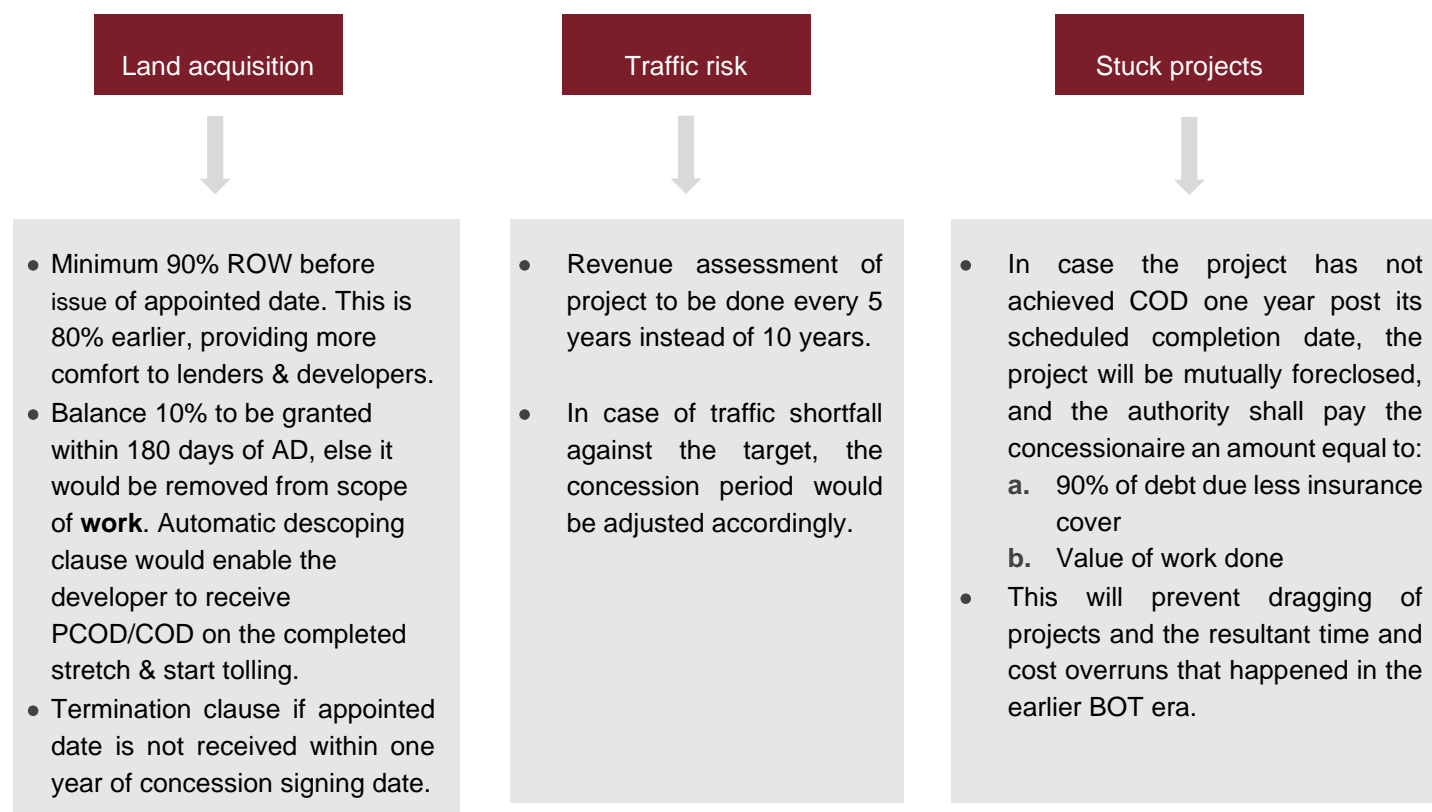 Land acquisition
• Minimum 90% ROW before
issue of appointed date. This is
80% earlier, providing more
comfort to lenders & developers.
• Balance 10% to be granted
within 180 days of AD, else it
would be removed from scope
of work. Automatic descoping
clause would enable the
developer to receive
PCOD/COD on the completed
stretch & start tolling.
• Termination clause if appointed
date is not received within one
year of concession signing date.
Traffic risk
• Revenue assessment of
project to be done every 5
years instead of 10 years.
• In case of traffic shortfall
against the target, the
concession period would
be adjusted accordingly.
Stuck projects
• In case the project has not
achieved COD one year post its
scheduled completion date, the
project will be mutually foreclosed,
and the authority shall pay the
concessionaire an amount equal to:
a. 90% of debt due less insurance
cover
b. Value of work done
• This will prevent dragging of
projects and the resultant time and
cost overruns that happened in the
earlier BOT era.